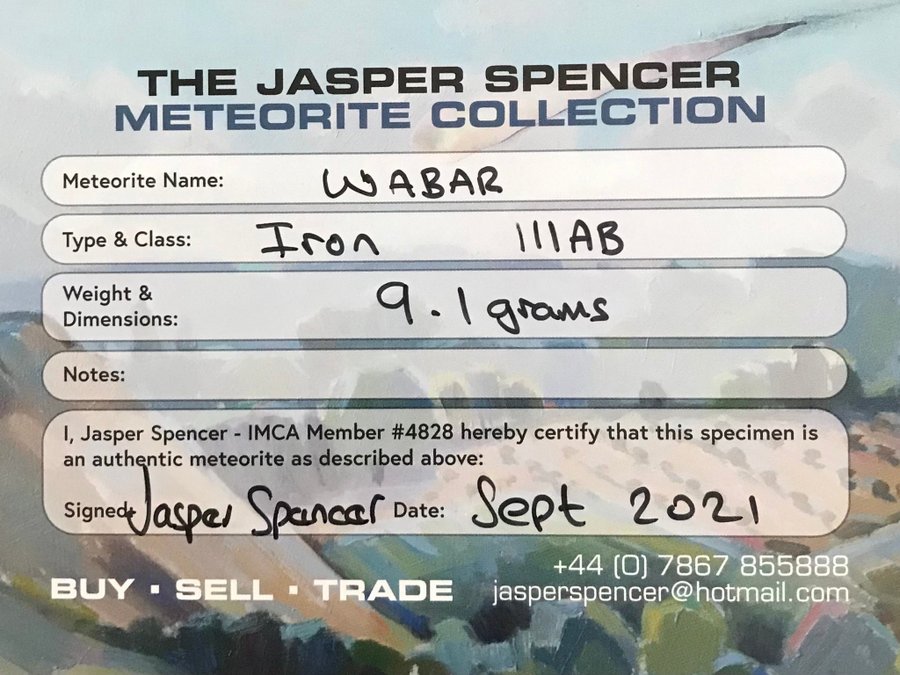 THE JASPER SPENCER
METEORITE COLLECTION
Meteorite Name: WABAR
Type & Class: Iron IIIAB
Weight &
Dimensions: 9.1 grams
Notes:
I, Jasper Spencer - IMCA Member #4828 hereby certify that this specimen is
an authentic meteorite as described above:
Signed: Jasper Spencer Date: Sept 2021
+44 (0) 7867 855888
BUY · SELL · TRADE jasperspencer@hotmail.com